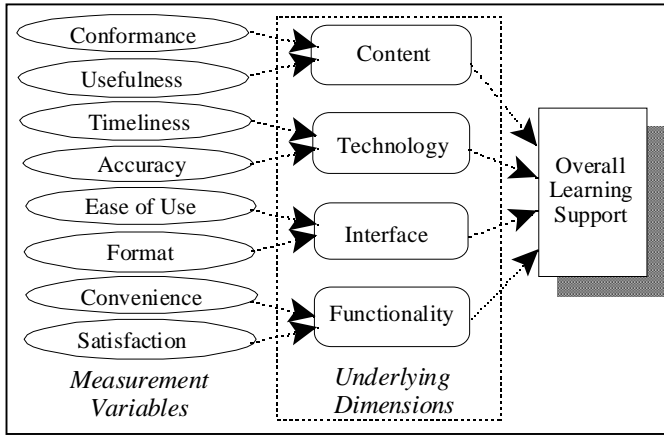 Conformance
Usefulness
Timeliness
Accuracy
Ease of Use
Format
Convenience
Satisfaction
Measurement
Variables
Content
Technology
Interface
Functionality
Underlying
Dimensions
Overall
Learning
Support